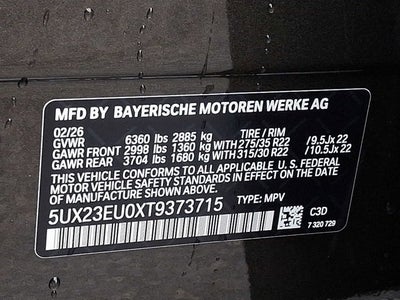 MFD BY BAYERISCHE MOTOREN WERKE AG
02/26 TIRE / RIM
GVWR 6360 lbs 2885 kg
GAWR FRONT 2998 lbs 1360 kg WITH 275/35 R22 /9.5Jx 22
GAWR REAR 3704 lbs 1680 kg WITH 315/30 R22 /10.5Jx 22
THIS VEHICLE CONFORMS TO ALL APPLICABLE U.S. FEDERAL
MOTOR VEHICLE SAFETY STANDARDS IN EFFECT ON THE DATE OF
MANUFACTURE SHOWN ABOVE.
5UX23EU0XT9373715 TYPE: MPV
C3D
7 320 729